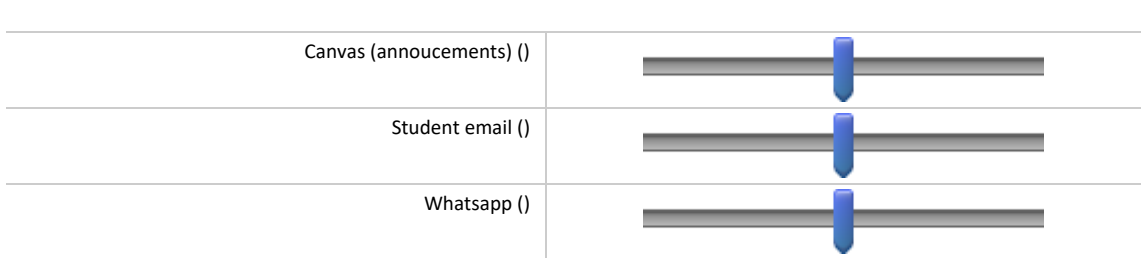 Canvas (annoucements) ()
Student email ()
Whatsapp ()